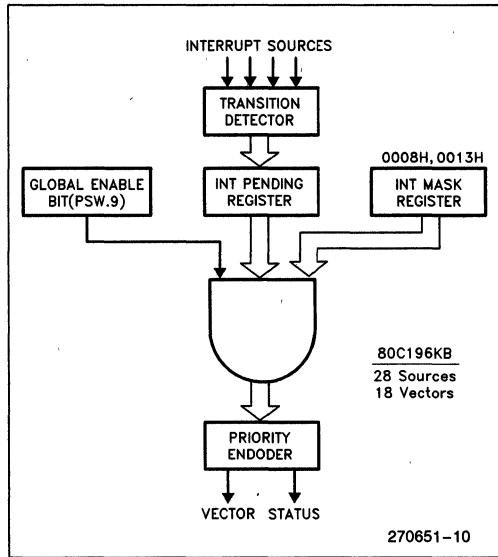 INTERRUPT SOURCES
TRANSITION
DETECTOR
0008H, 0013H
GLOBAL ENABLE
BIT(PSW.9)
INT PENDING
REGISTER
INT MASK
REGISTER
80C196KB
28 Sources
18 Vectors
PRIORITY
ENDODER
VECTOR STATUS
270651-10